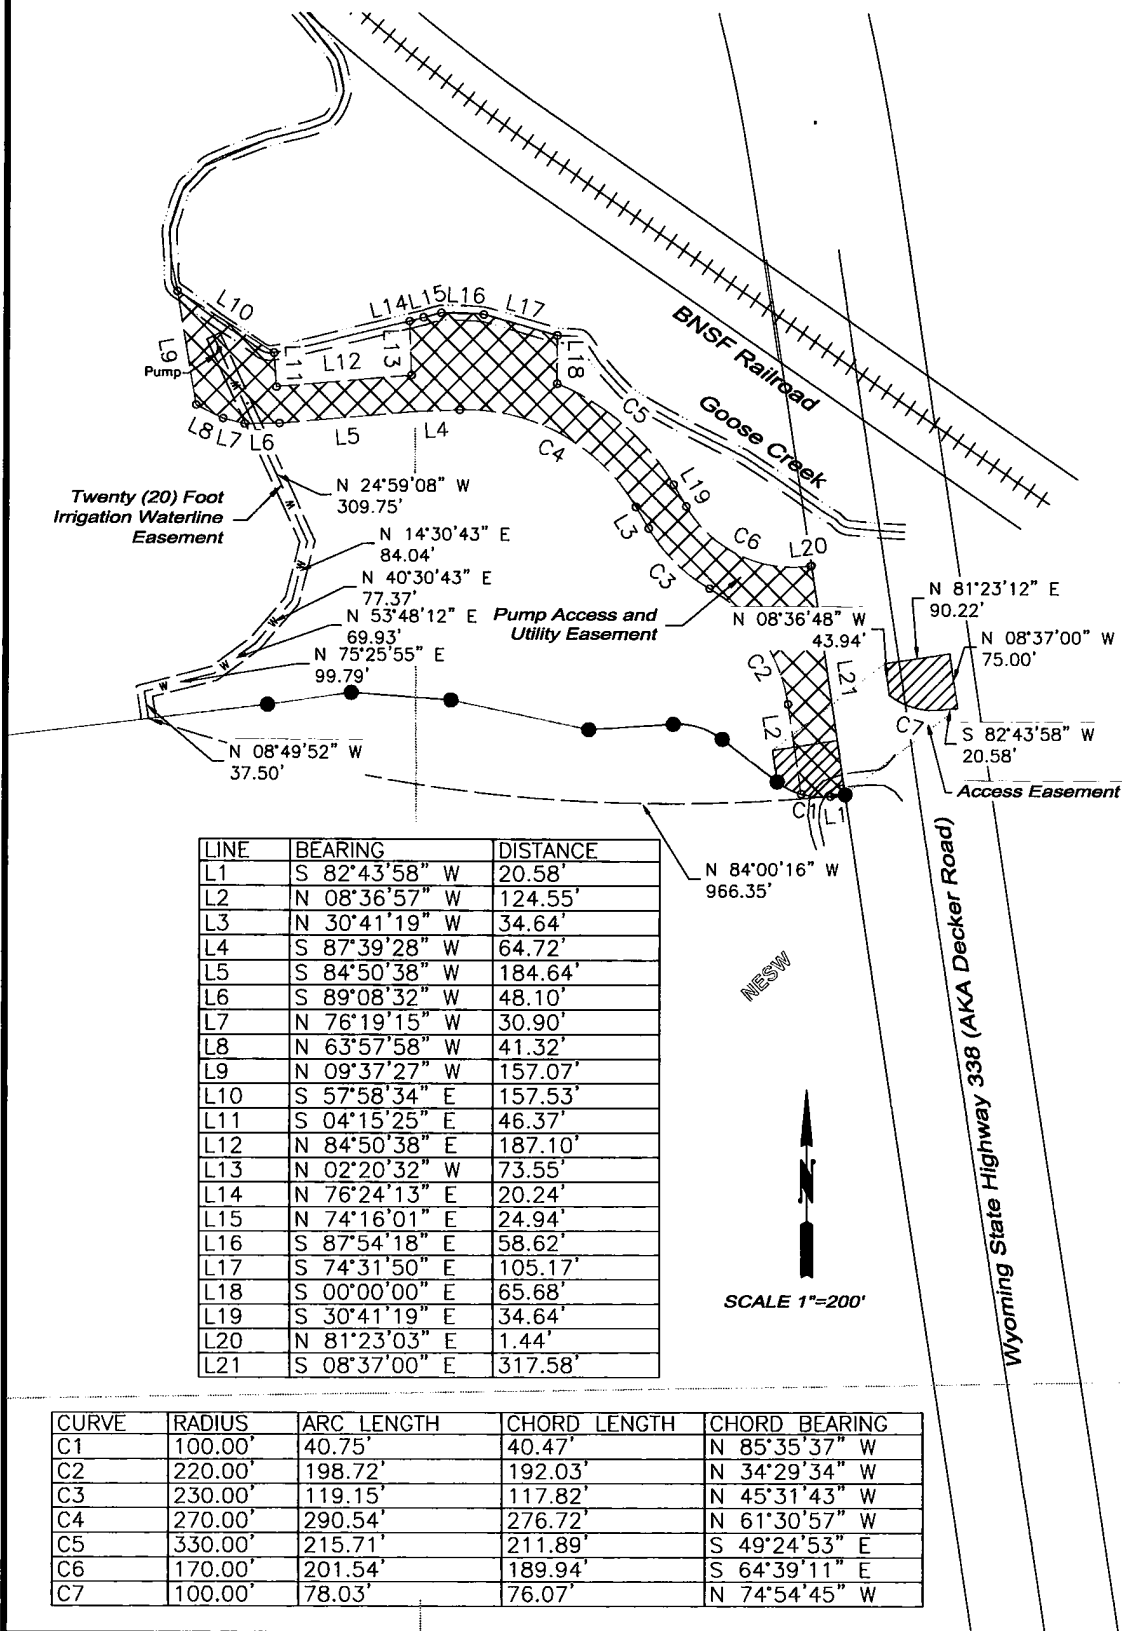 L10
L14
L15
L16
L17
L9
Pump
L11
L12
L13
L18
BNSF Railroad
Goose Creek
C5
L8
L7
L6
L5
L4
C4
W
N 24°59'08" W
309.75'
Twenty (20) Foot
Irrigation Waterline
Easement
W
L19
L3
N 14°30'43" E
84.04'
W
C6
L20
C3
N 40°30'43" E
77.37'
W
N 81°23'12" E
90.22'
N 53°48'12" E
69.93'
W
Pump Access and
Utility Easement
N 08°36'48" W
43.94'
N 08°37'00" W
75.00'
N 75°25'55" E
99.79'
W
C2
L21
L2
C7
S 82°43'58" W
20.58'
N 08°49'52" W
37.50'
Access Easement
C1
L1
N 84°00'16" W
966.35'
LINE BEARING DISTANCE
L1 S 82°43'58" W 20.58'
L2 N 08°36'57" W 124.55'
L3 N 30°41'19" W 34.64'
L4 S 87°39'28" W 64.72'
L5 S 84°50'38" W 184.64'
L6 S 89°08'32" W 48.10'
L7 N 76°19'15" W 30.90'
L8 N 63°57'58" W 41.32'
L9 N 09°37'27" W 157.07'
L10 S 57°58'34" E 157.53'
L11 S 04°15'25" E 46.37'
L12 N 84°50'38" E 187.10'
L13 N 02°20'32" W 73.55'
L14 N 76°24'13" E 20.24'
L15 N 74°16'01" E 24.94'
L16 S 87°54'18" E 58.62'
L17 S 74°31'50" E 105.17'
L18 S 00°00'00" E 65.68'
L19 S 30°41'19" E 34.64'
L20 N 81°23'03" E 1.44'
L21 S 08°37'00" E 317.58'
NESW
N
SCALE 1"=200'
Wyoming State Highway 338 (AKA Decker Road)
CURVE RADIUS ARC LENGTH CHORD LENGTH CHORD BEARING
C1 100.00' 40.75' 40.47' N 85°35'37" W
C2 220.00' 198.72' 192.03' N 34°29'34" W
C3 230.00' 119.15' 117.82' N 45°31'43" W
C4 270.00' 290.54' 276.72' N 61°30'57" W
C5 330.00' 215.71' 211.89' S 49°24'53" E
C6 170.00' 201.54' 189.94' S 64°39'11" E
C7 100.00' 78.03' 76.07' N 74°54'45" W